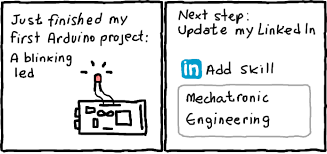 Just finished my
first Arduino project:
A blinking
led
Next step:
Update my LinkedIn
in Add skill
Mechatronic
Engineering